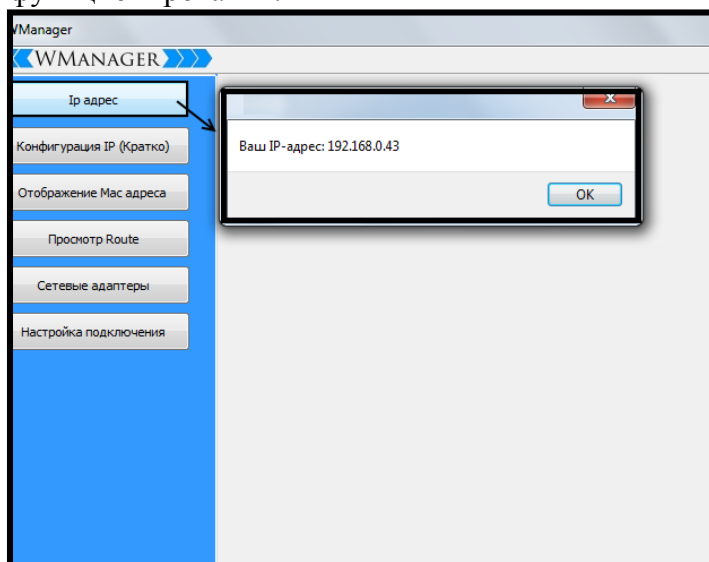 WManager
WMANAGER
Ip адрес
Ваш IP-адрес: 192.168.0.43
OK
Конфигурация IP (Кратко)
Отображение Mac адреса
Просмотр Route
Сетевые адаптеры
Настройка подключения